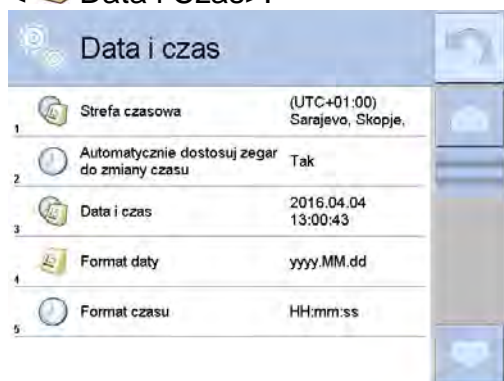 Data i czas
Data i czas
Strefa czasowa
(UTC+01:00)
Sarajevo, Skopje,
1
Automatycznie dostosuj zegar
do zmiany czasu
Tak
2
Data i czas
2016.04.04
13:00:43
3
Format daty
yyyy.MM.dd
4
Format czasu
HH:mm:ss
5